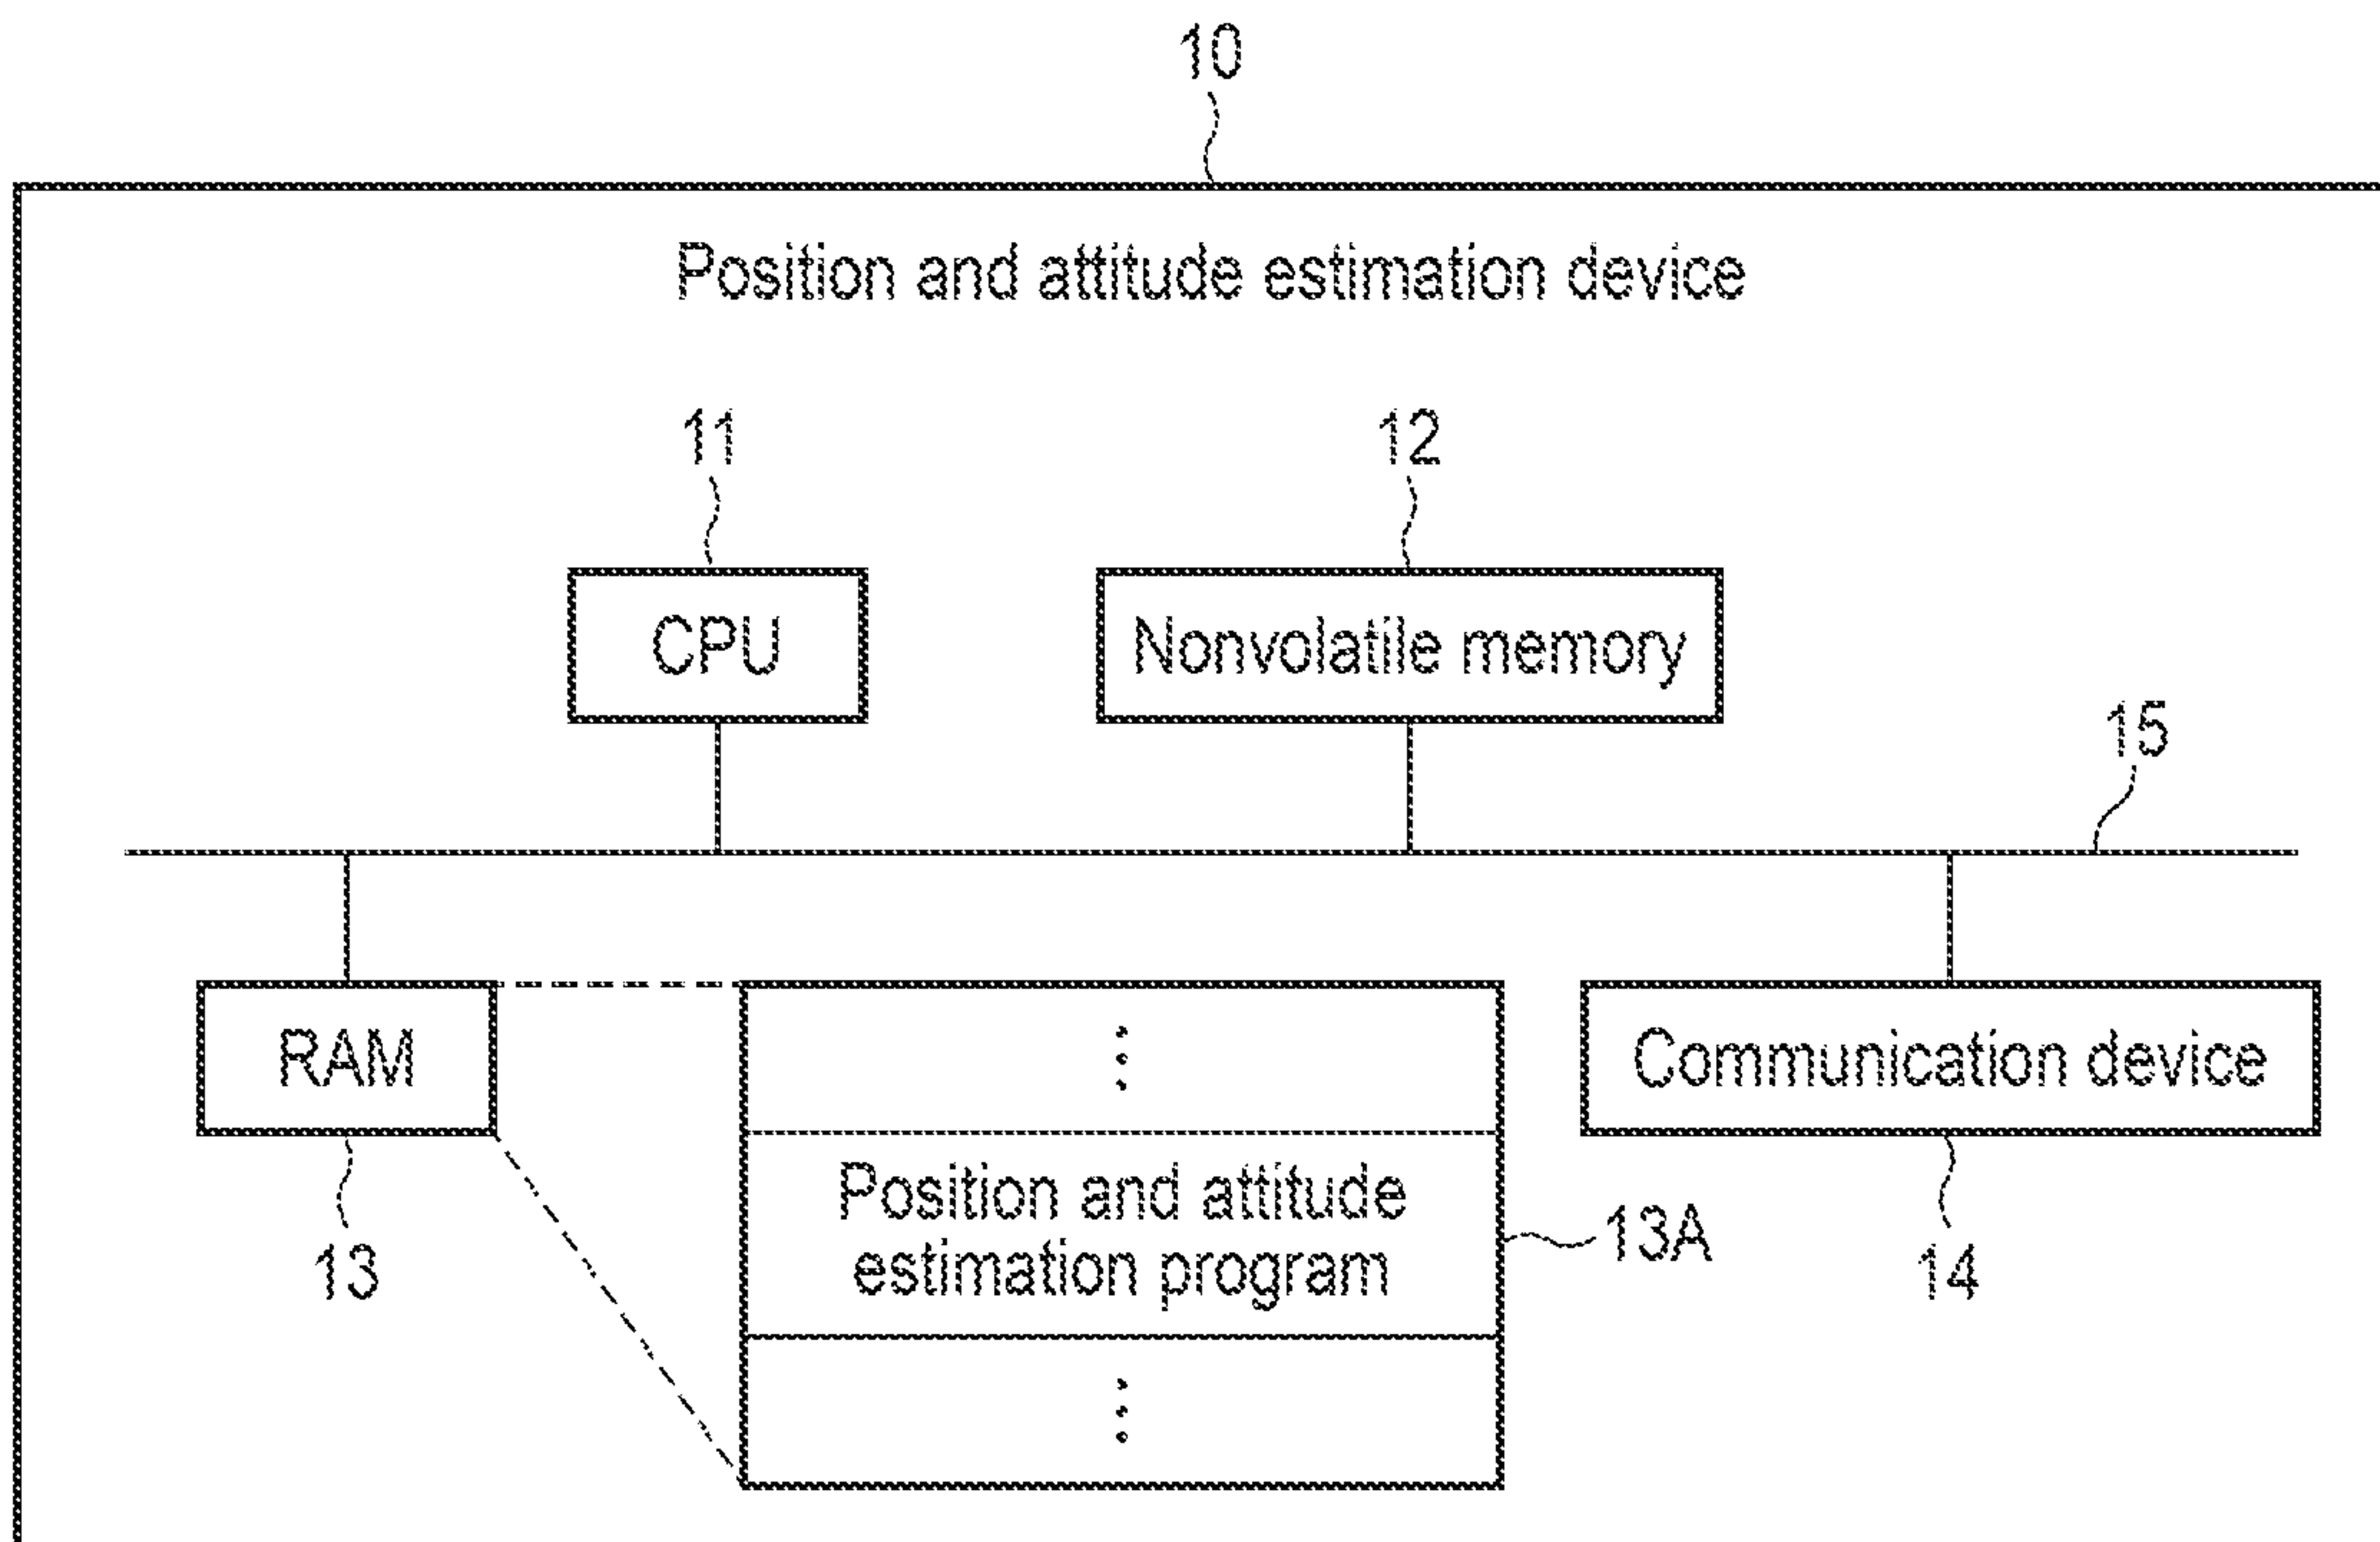 10
Position and attitude estimation device
11
12
CPU
Nonvolatile memory
15
RAM
Communication device
Position and attitude
estimation program
13A
13
14